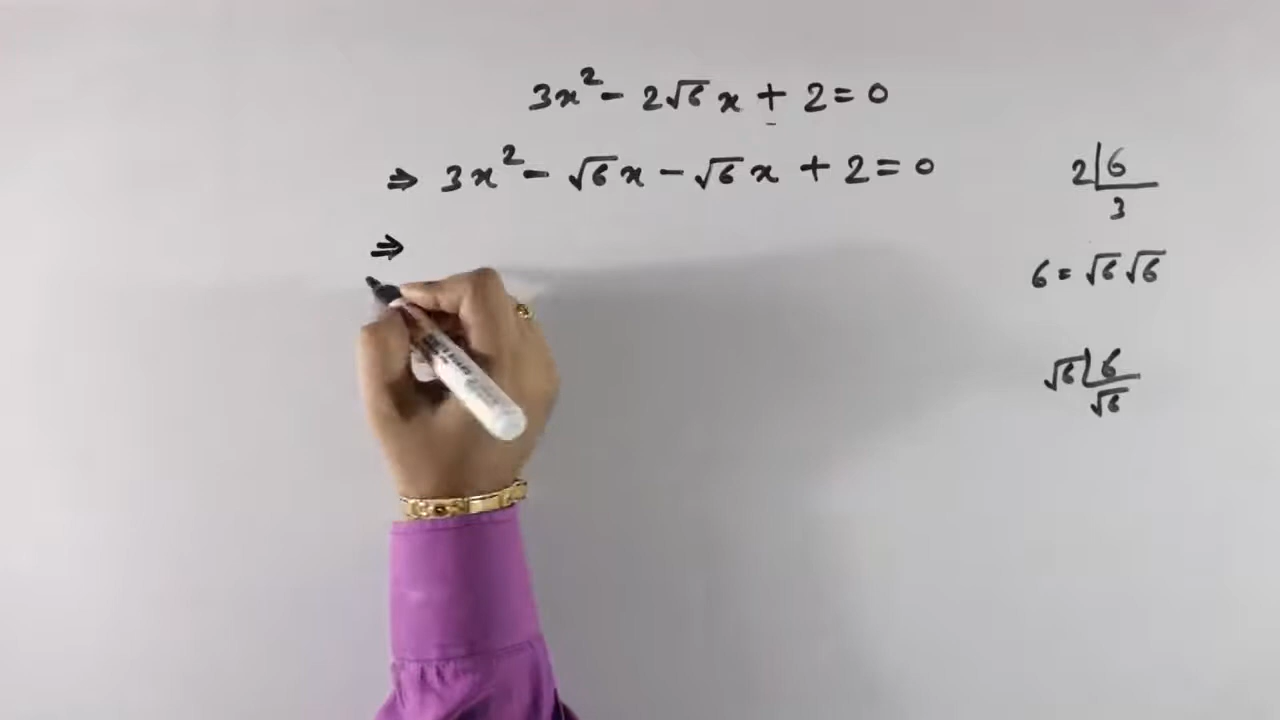 3x² - 2√6 x + 2 = 0
⇒ 3x² - √6 x - √6 x + 2 = 0
⇒
2 | 6
3
6 = √6 √6
√6 | 6
√6